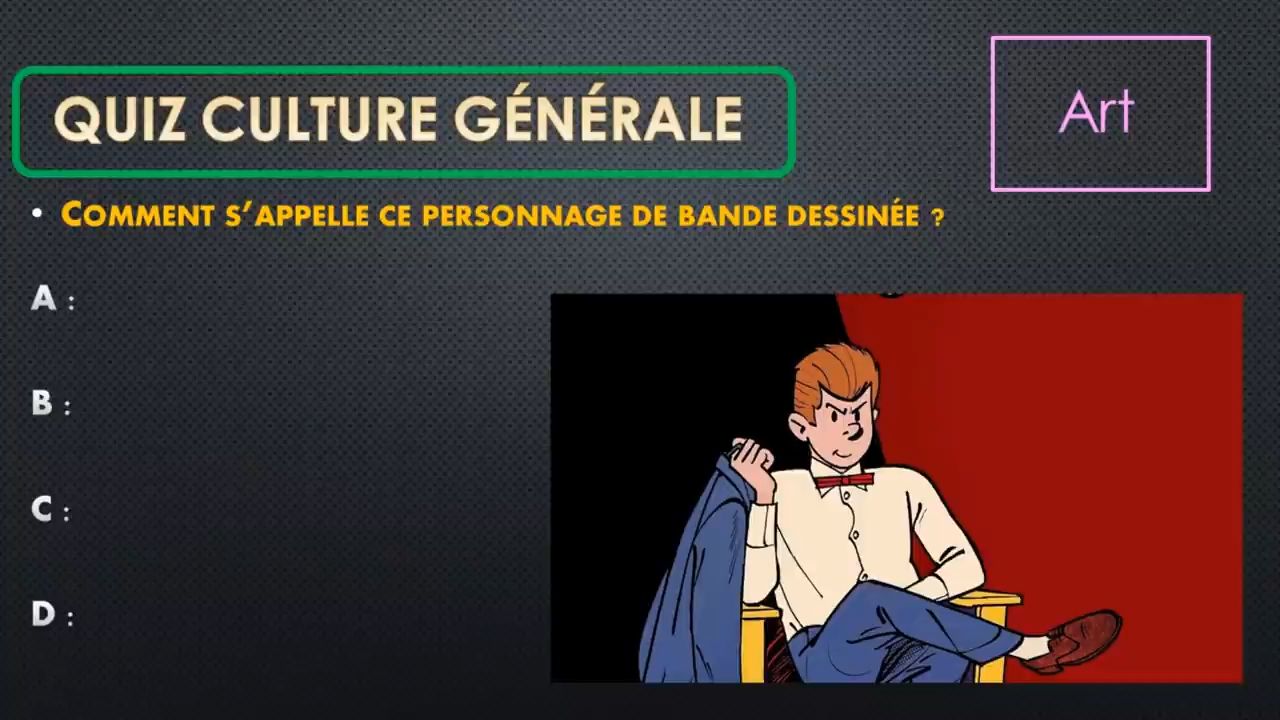 QUIZ CULTURE GÉNÉRALE
Art
• COMMENT S'APPELLE CE PERSONNAGE DE BANDE DESSINÉE ?
A :
B :
C :
D :